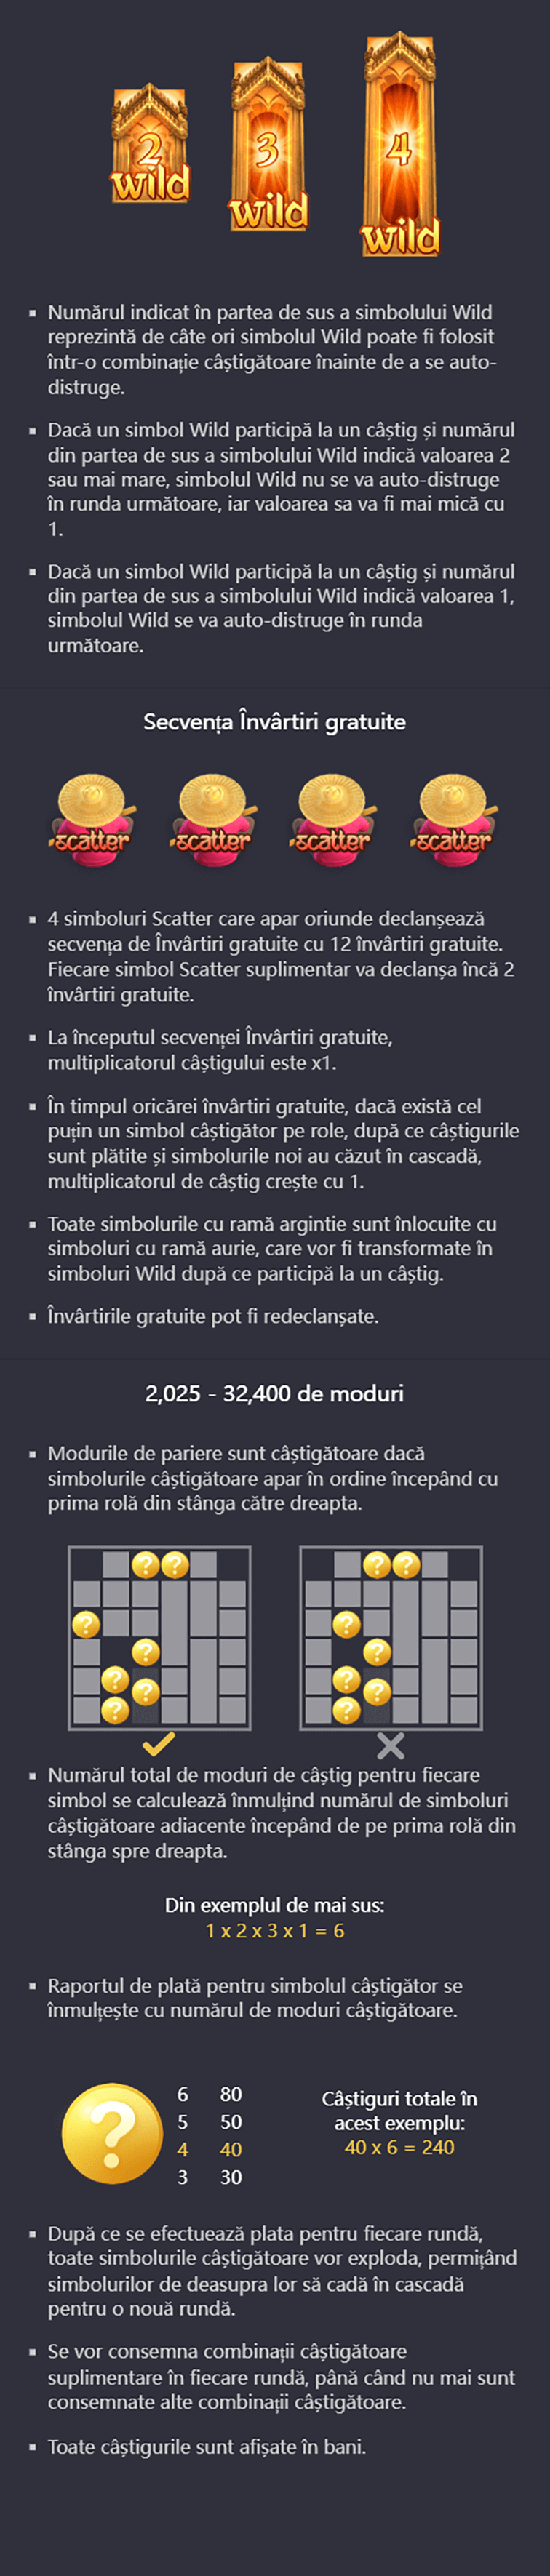 2
wild
3
wild
4
wild
Numărul indicat în partea de sus a simbolului Wild
reprezintă de câte ori simbolul Wild poate fi folosit
într-o combinație câștigătoare înainte de a se auto-
distruge.
Dacă un simbol Wild participă la un câștig și numărul
din partea de sus a simbolului Wild indică valoarea 2
sau mai mare, simbolul Wild nu se va auto-distruge
în runda următoare, iar valoarea sa va fi mai mică cu
1.
Dacă un simbol Wild participă la un câștig și numărul
din partea de sus a simbolului Wild indică valoarea 1,
simbolul Wild se va auto-distruge în runda
următoare.
Secvența Învârtiri gratuite
scatter scatter scatter scatter
4 simboluri Scatter care apar oriunde declanșează
secvența de Învârtiri gratuite cu 12 învârtiri gratuite.
Fiecare simbol Scatter suplimentar va declanșa încă 2
învârtiri gratuite.
La începutul secvenței Învârtiri gratuite,
multiplicatorul câștigului este x1.
În timpul oricărei învârtiri gratuite, dacă există cel
puțin un simbol câștigător pe role, după ce câștigurile
sunt plătite și simbolurile noi au căzut în cascadă,
multiplicatorul de câștig crește cu 1.
Toate simbolurile cu ramă argintie sunt înlocuite cu
simboluri cu ramă aurie, care vor fi transformate în
simboluri Wild după ce participă la un câștig.
Învârtirile gratuite pot fi redeclanșate.
2,025 - 32,400 de moduri
Modurile de pariere sunt câștigătoare dacă
simbolurile câștigătoare apar în ordine începând cu
prima rolă din stânga către dreapta.
? ? ? ?
? ?
? ?
? ?
? ?
? ?
Numărul total de moduri de câștig pentru fiecare
simbol se calculează înmulțind numărul de simboluri
câștigătoare adiacente începând de pe prima rolă din
stânga spre dreapta.
Din exemplul de mai sus:
1 x 2 x 3 x 1 = 6
Raportul de plată pentru simbolul câștigător se
înmulțește cu numărul de moduri câștigătoare.
?
6 80
5 50
4 40
3 30
Câștiguri totale în
acest exemplu:
40 x 6 = 240
După ce se efectuează plata pentru fiecare rundă,
toate simbolurile câștigătoare vor exploda, permițând
simbolurilor de deasupra lor să cadă în cascadă
pentru o nouă rundă.
Se vor consemna combinații câștigătoare
suplimentare în fiecare rundă, până când nu mai sunt
consemnate alte combinații câștigătoare.
Toate câștigurile sunt afișate în bani.